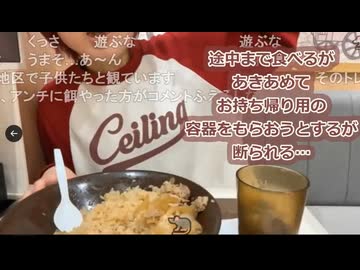 くっさ　　遊ぶな　　　　　遊ぶな
うまそ…あ～ん
地区で子供たちと観ています
そのトレ
、アンチに餌やった方がコメントふ
途中まで食べるが
あきあめて
お持ち帰り用の
容器をもらおうとするが
断られる…
Ceiling